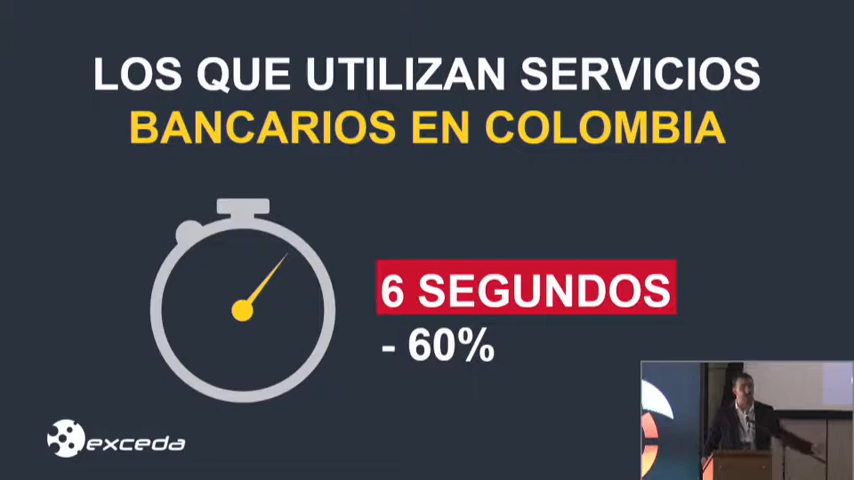 LOS QUE UTILIZAN SERVICIOS
BANCARIOS EN COLOMBIA
6 SEGUNDOS
- 60%
exceda